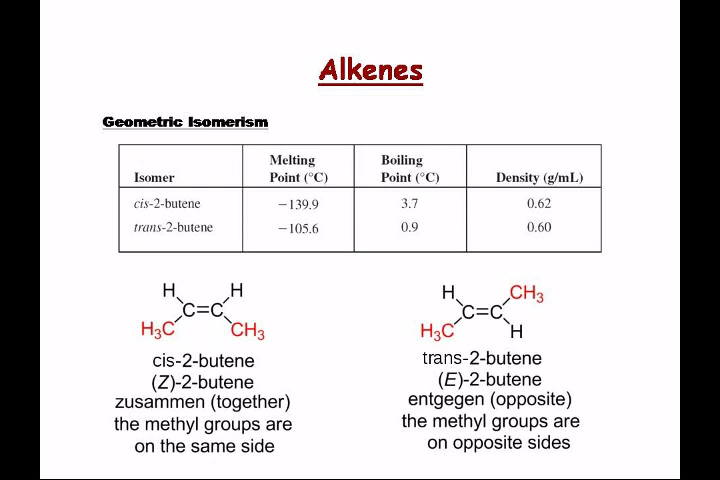 Alkenes
Geometric Isomerism
Isomer Melting Point (°C) Boiling Point (°C) Density (g/mL)
cis-2-butene −139.9 3.7 0.62
trans-2-butene −105.6 0.9 0.60
H H H CH3
C=C C=C
H3C CH3 H3C H
cis-2-butene trans-2-butene
(Z)-2-butene (E)-2-butene
zusammen (together) entgegen (opposite)
the methyl groups are the methyl groups are
on the same side on opposite sides